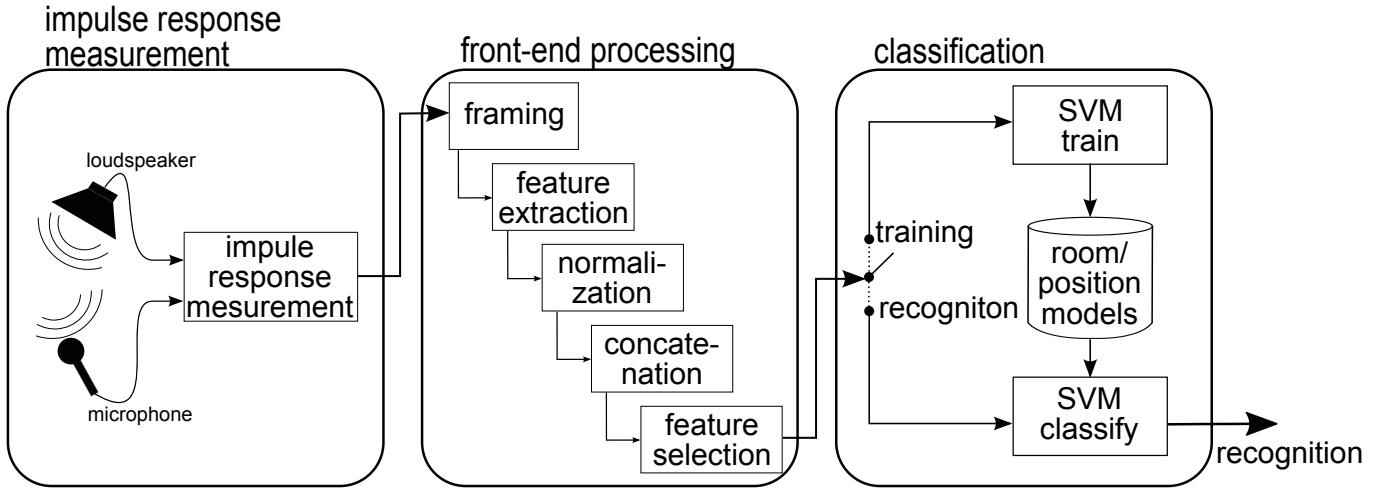 impulse response
measurement
loudspeaker
impule
response
mesurement
microphone
front-end processing
framing
feature
extraction
normali-
zation
concate-
nation
feature
selection
classification
SVM
train
training
room/
position
models
recogniton
SVM
classify
recognition